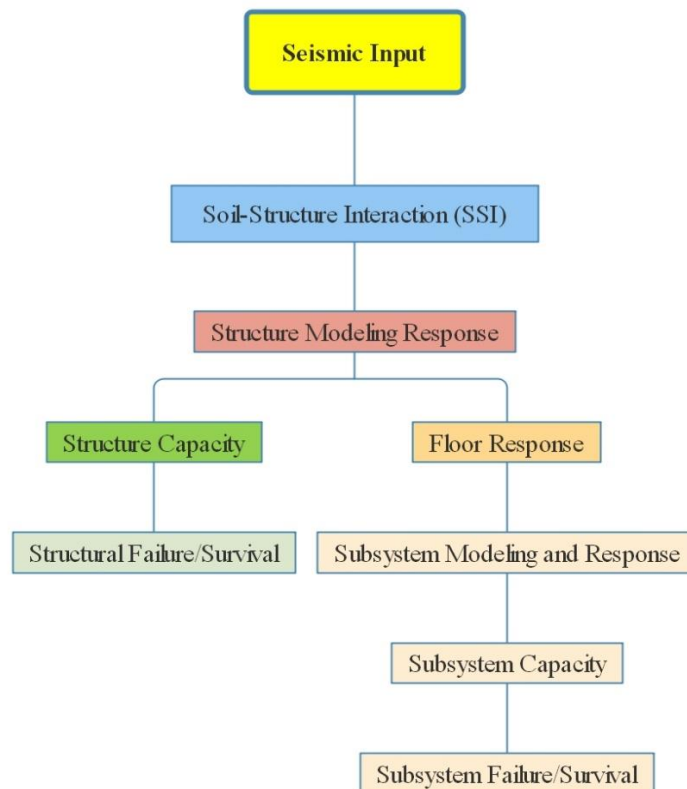 Seismic Input
Soil-Structure Interaction (SSI)
Structure Modeling Response
Structure Capacity
Floor Response
Structural Failure/Survival
Subsystem Modeling and Response
Subsystem Capacity
Subsystem Failure/Survival